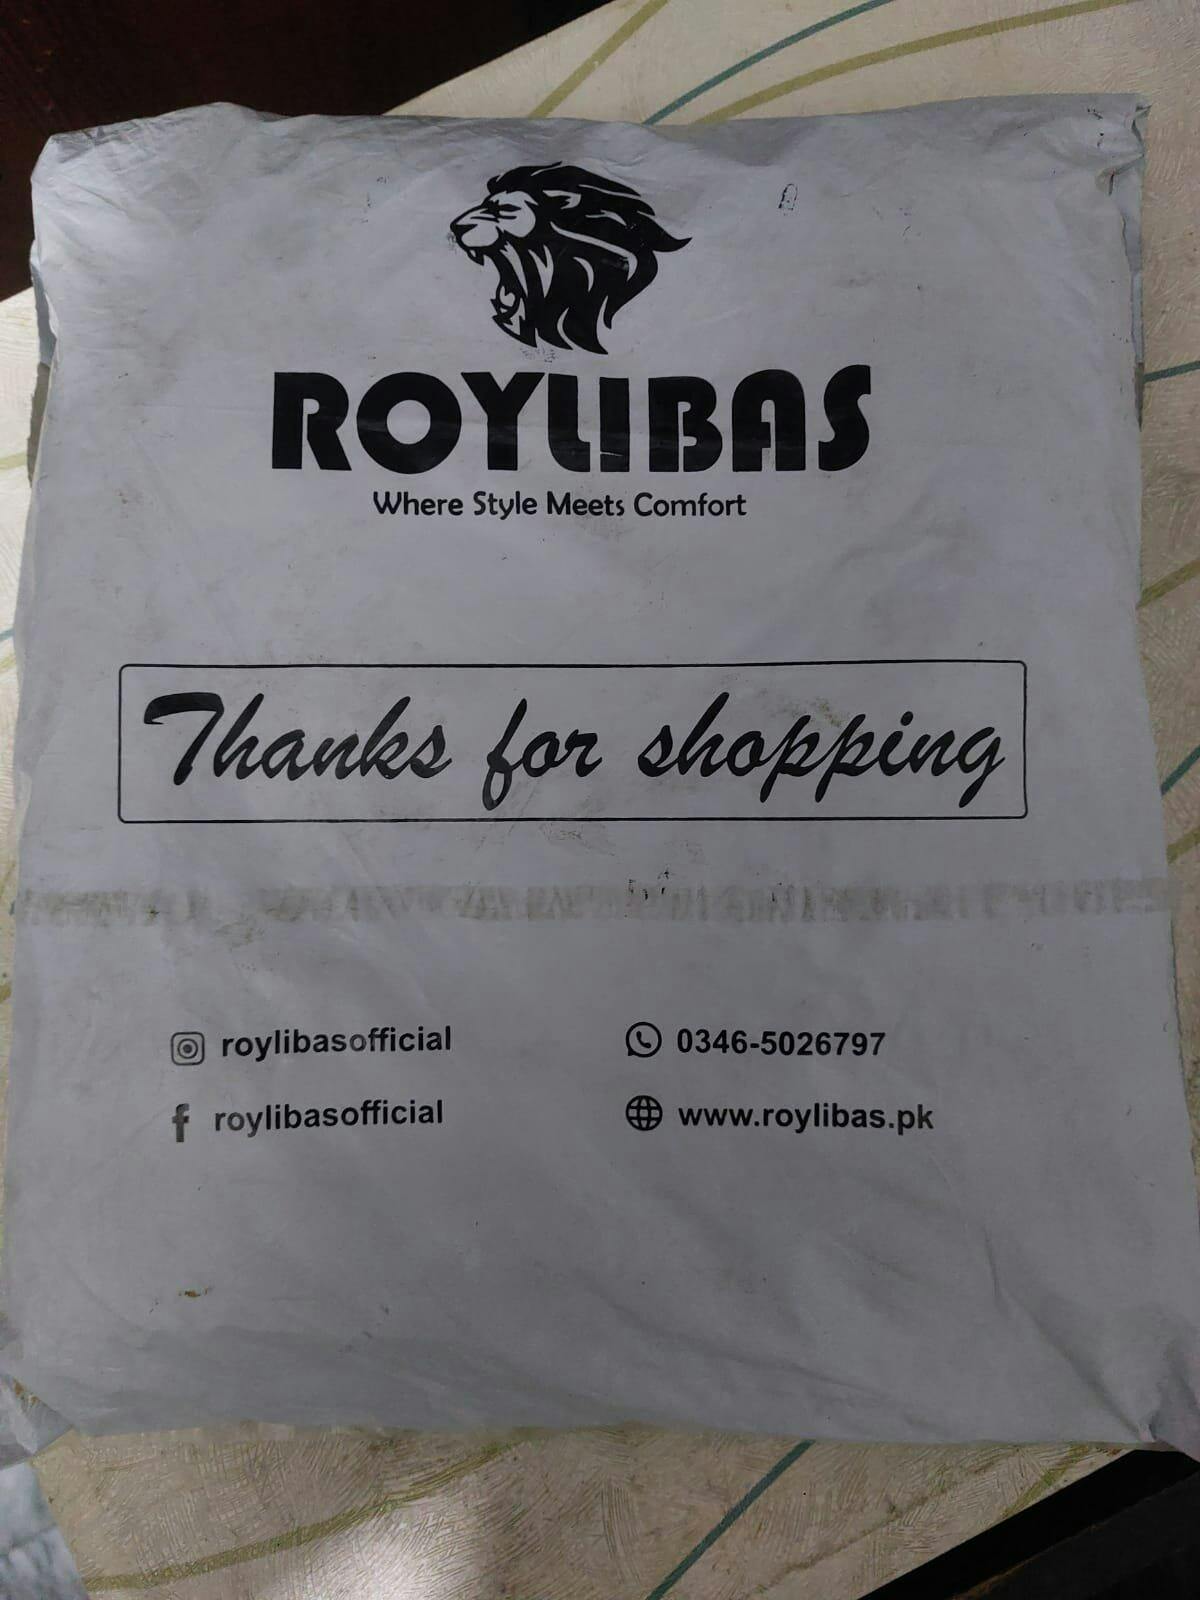 ROYLIBAS
Where Style Meets Comfort
Thanks for shopping
roylibasofficial
0346-5026797
roylibasofficial
www.roylibas.pk